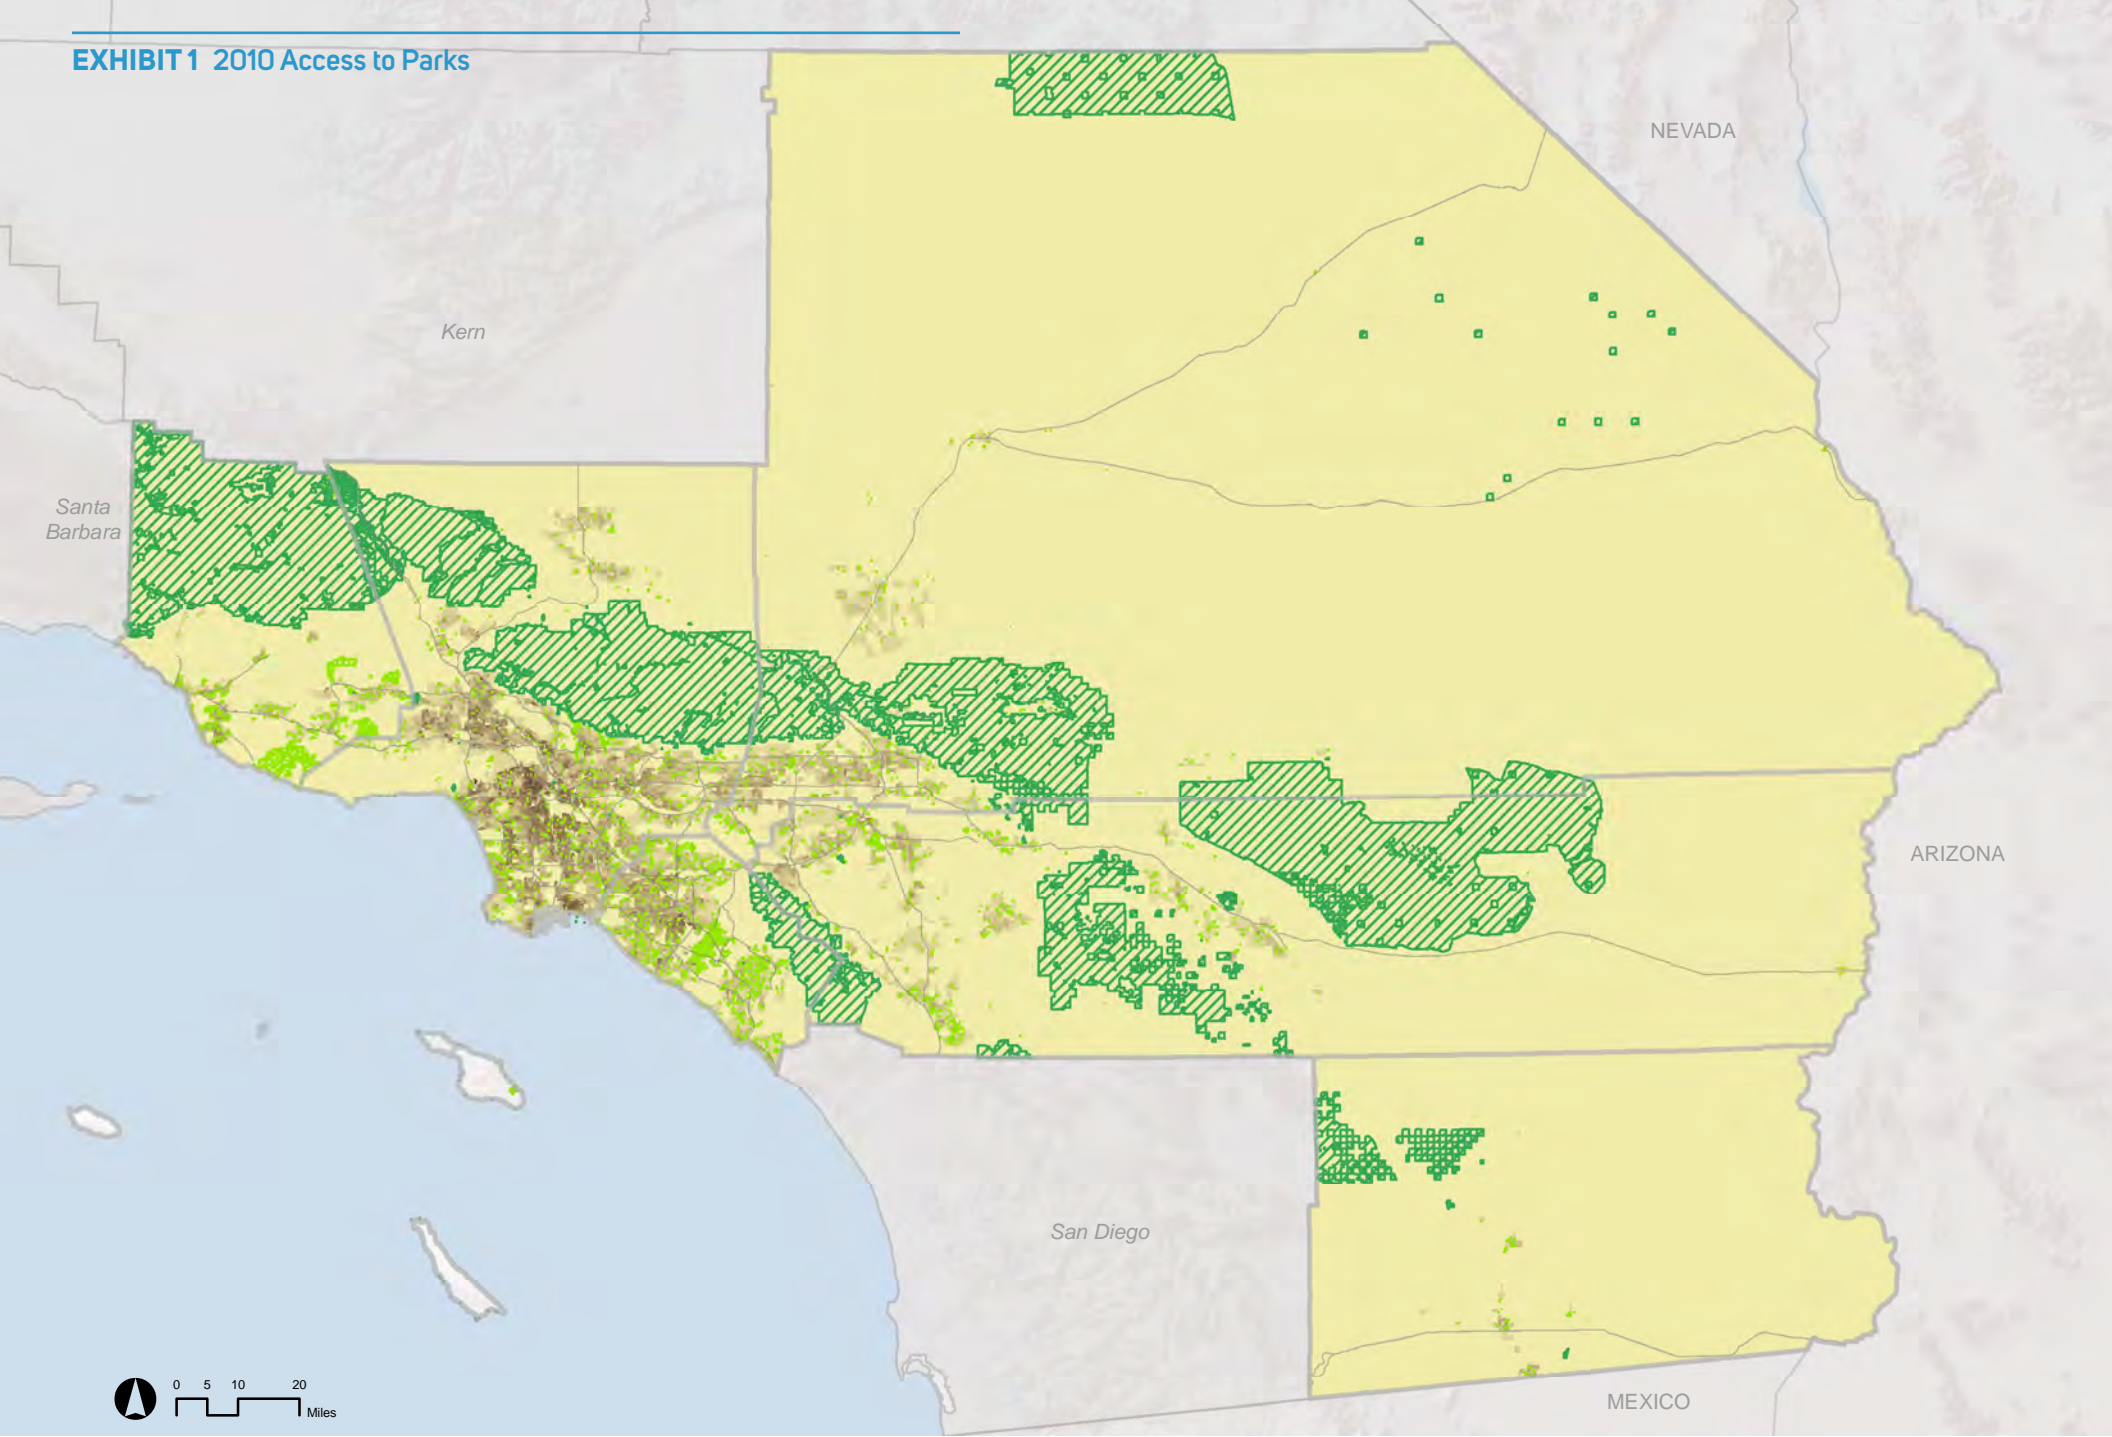 EXHIBIT 1 2010 Access to Parks
NEVADA
Kern
Santa
Barbara
ARIZONA
San Diego
0 5 10 20
Miles
MEXICO